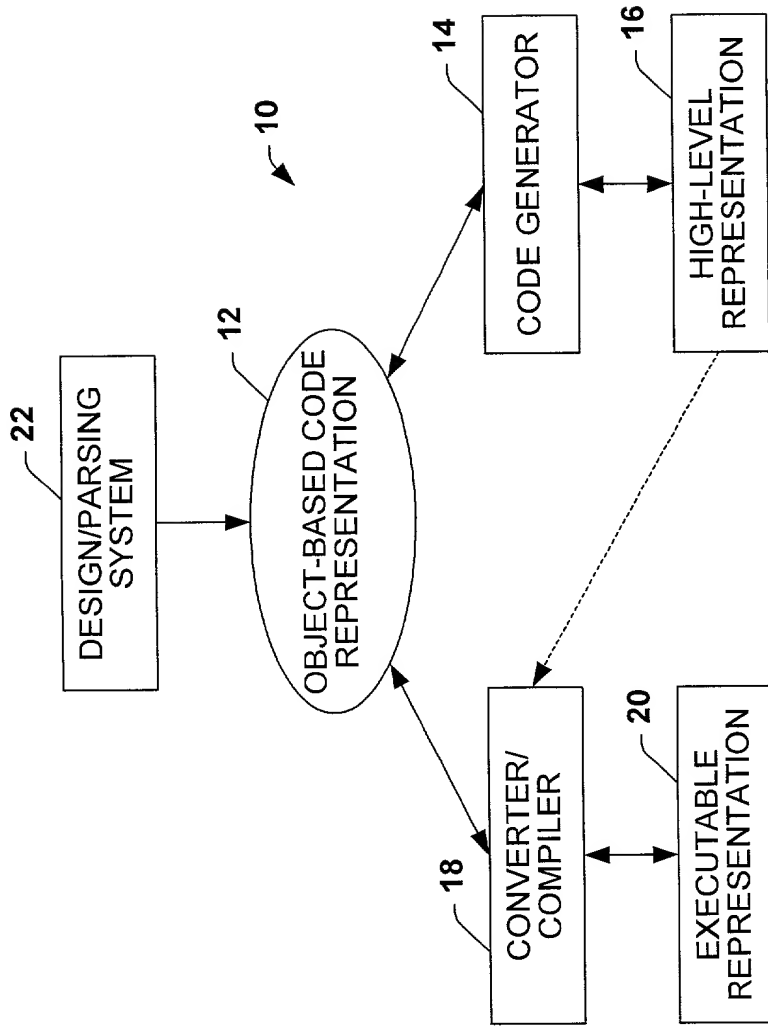 22
DESIGN/PARSING
SYSTEM
10
12
OBJECT-BASED CODE
REPRESENTATION
18
CONVERTER/
COMPILER
14
CODE GENERATOR
20
EXECUTABLE
REPRESENTATION
16
HIGH-LEVEL
REPRESENTATION